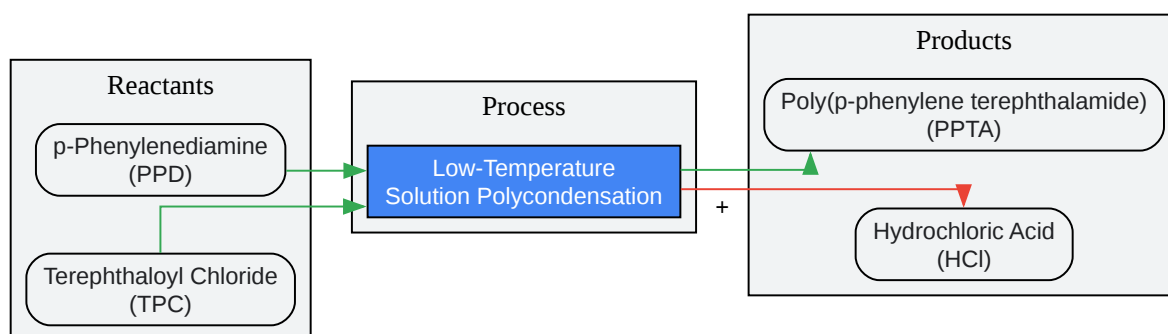 Reactants
p-Phenylenediamine
(PPD)
Terephthaloyl Chloride
(TPC)
Process
Low-Temperature
Solution Polycondensation
+
Products
Poly(p-phenylene terephthalamide)
(PPTA)
Hydrochloric Acid
(HCl)